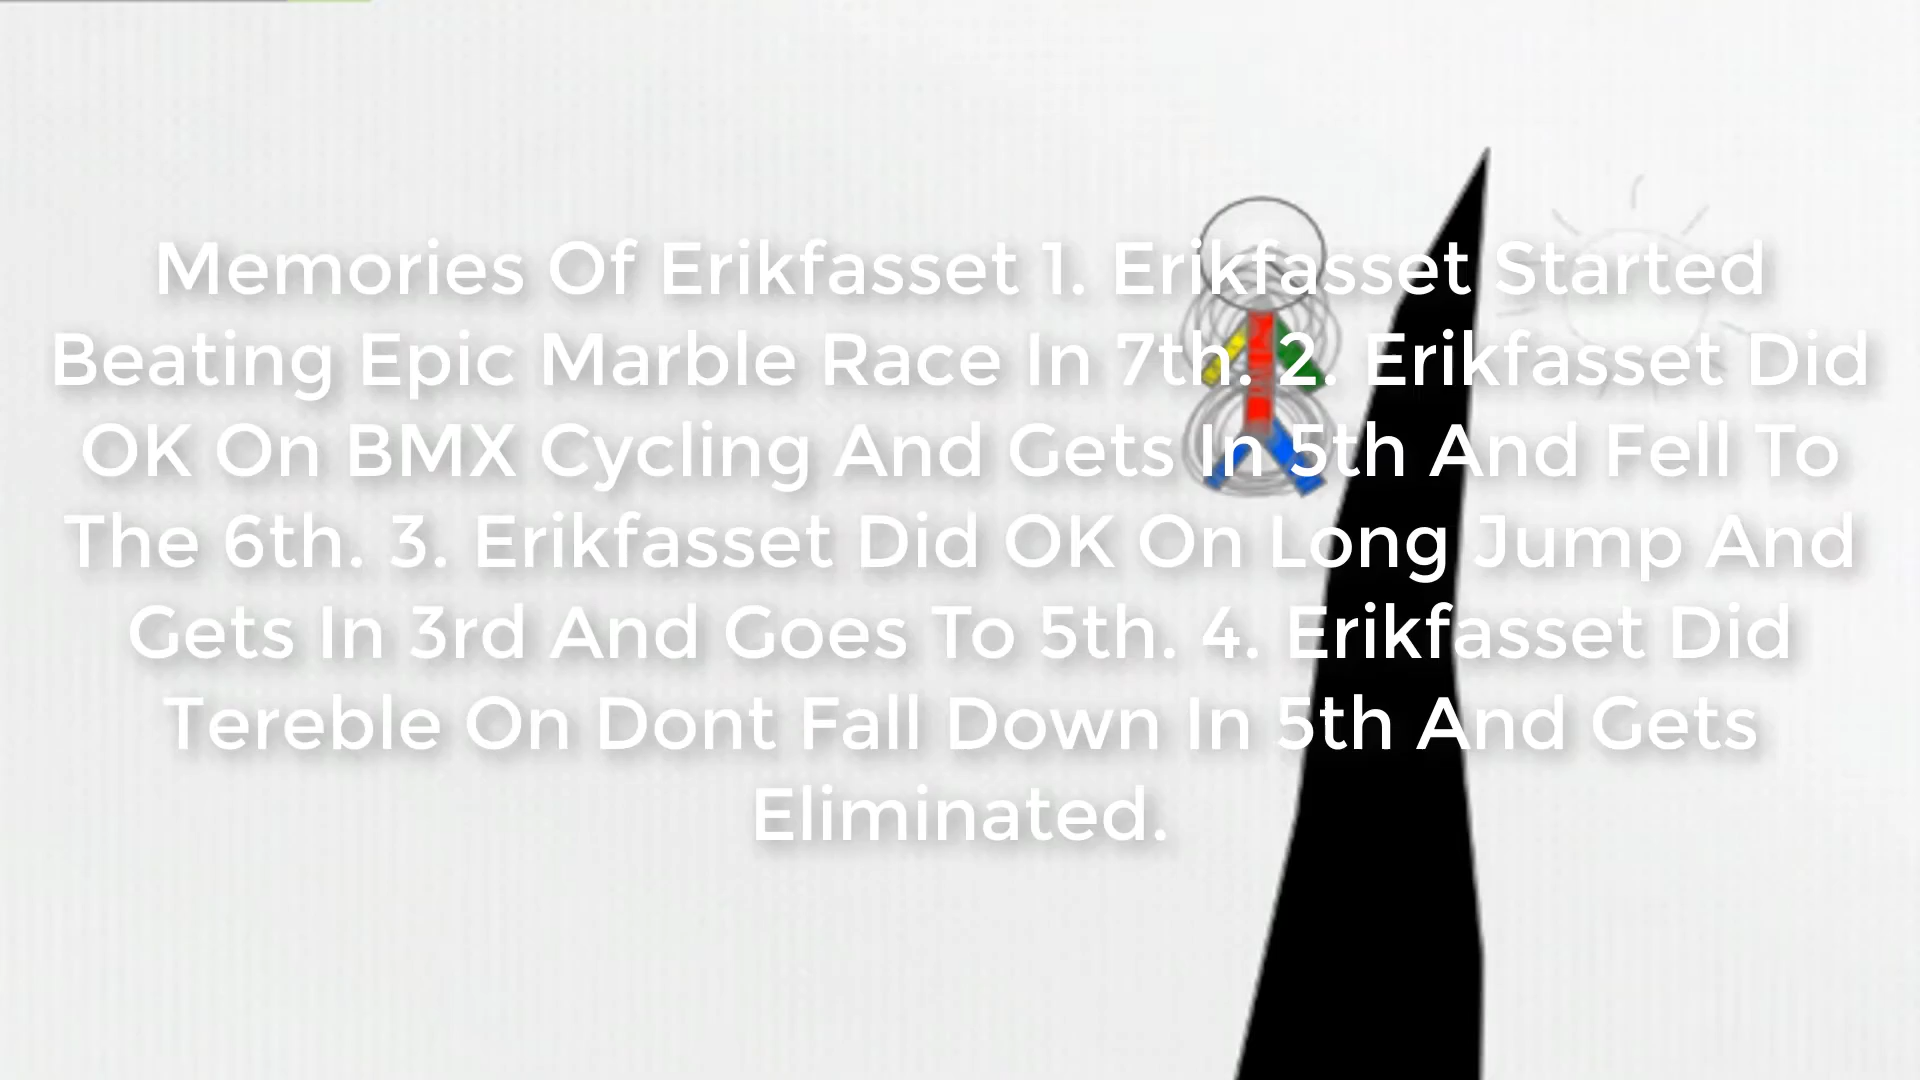 Memories Of Erikfasset 1. Erikfasset Started
Beating Epic Marble Race In 7th. 2. Erikfasset Did
OK On BMX Cycling And Gets In 5th And Fell To
The 6th. 3. Erikfasset Did OK On Long Jump And
Gets In 3rd And Goes To 5th. 4. Erikfasset Did
Tereble On Dont Fall Down In 5th And Gets
Eliminated.